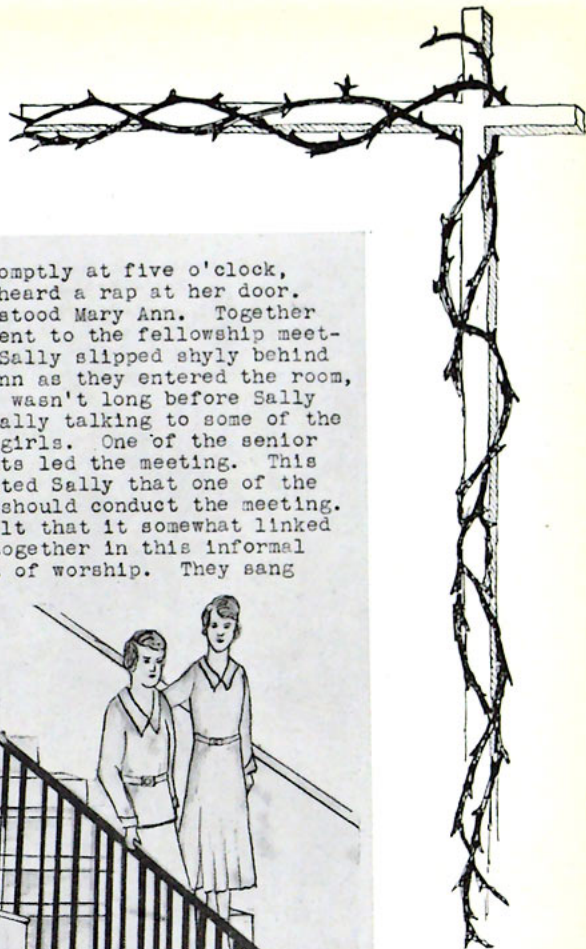 omptly at five o'clock,
heard a rap at her door.
stood Mary Ann. Together
ent to the fellowship meet-
Sally slipped shyly behind
nn as they entered the room,
wasn't long before Sally
ally talking to some of the
girls. One of the senior
ts led the meeting. This
ted Sally that one of the
should conduct the meeting.
lt that it somewhat linked
ogether in this informal
of worship. They sang